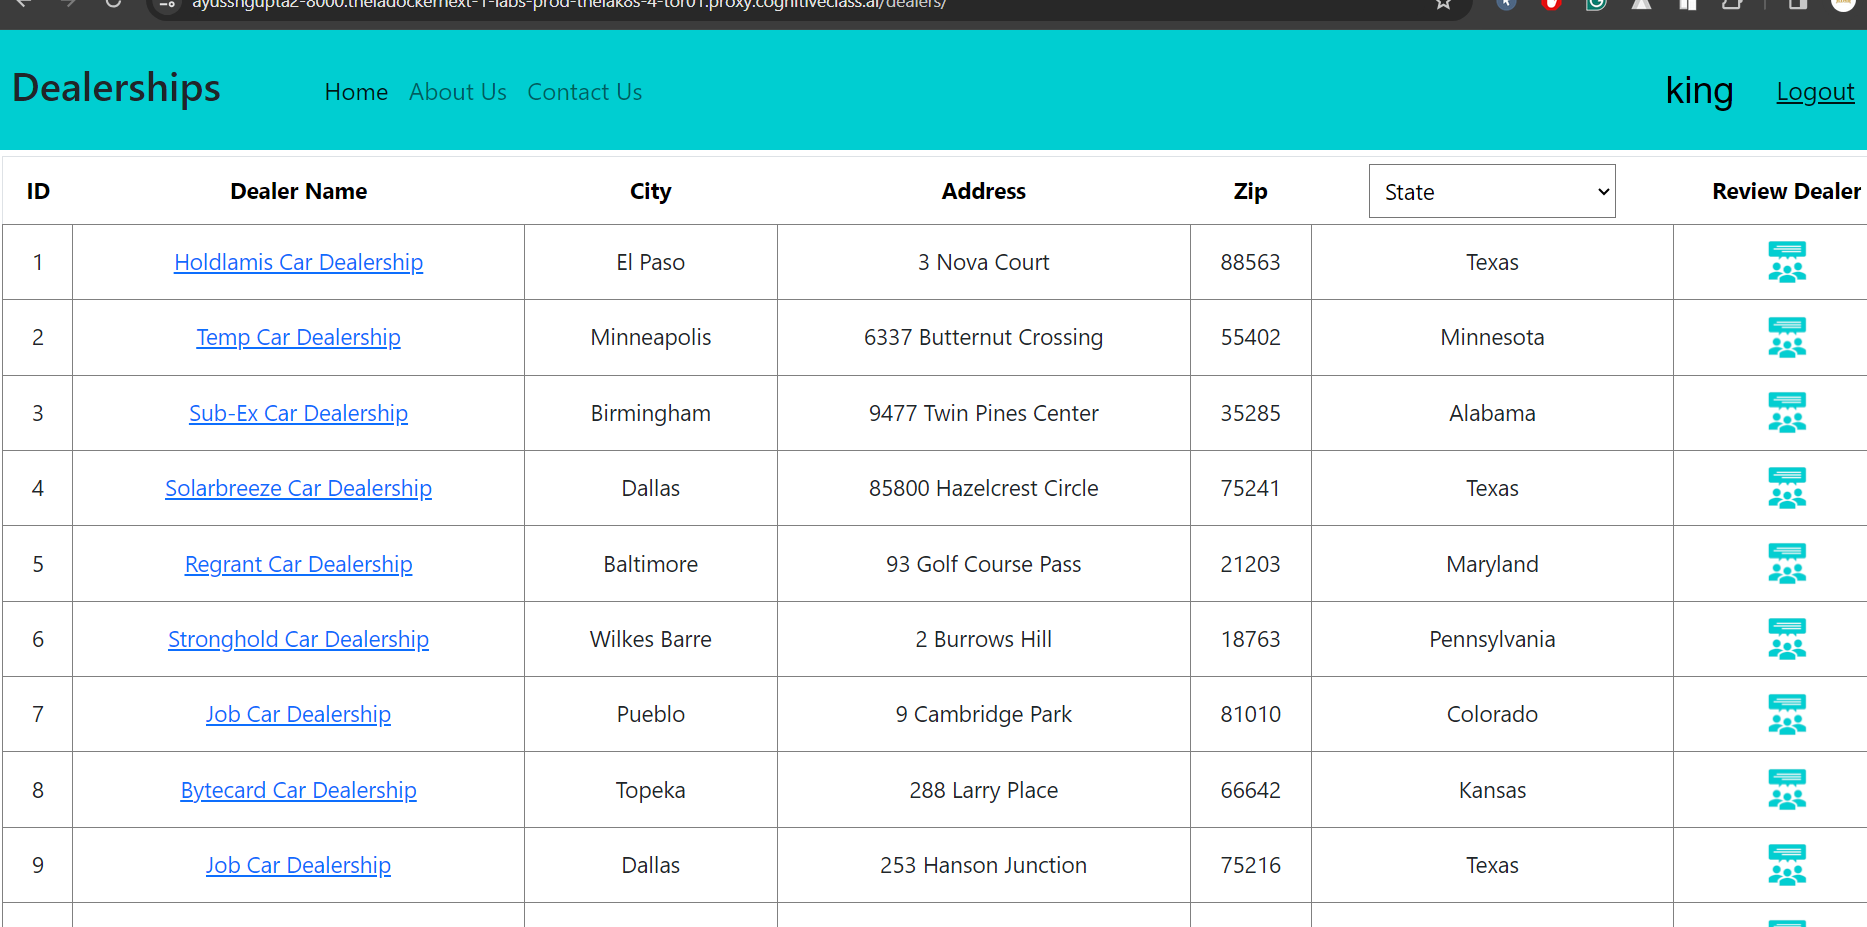 ayusshgupta2-8000.theiadockernext-1-labs-prod-theiak8s-4-tor01.proxy.cognitiveclass.ai/dealers/
Dealerships Home About Us Contact Us king Logout
ID Dealer Name City Address Zip State Review Dealer
1 Holdlamis Car Dealership El Paso 3 Nova Court 88563 Texas
2 Temp Car Dealership Minneapolis 6337 Butternut Crossing 55402 Minnesota
3 Sub-Ex Car Dealership Birmingham 9477 Twin Pines Center 35285 Alabama
4 Solarbreeze Car Dealership Dallas 85800 Hazelcrest Circle 75241 Texas
5 Regrant Car Dealership Baltimore 93 Golf Course Pass 21203 Maryland
6 Stronghold Car Dealership Wilkes Barre 2 Burrows Hill 18763 Pennsylvania
7 Job Car Dealership Pueblo 9 Cambridge Park 81010 Colorado
8 Bytecard Car Dealership Topeka 288 Larry Place 66642 Kansas
9 Job Car Dealership Dallas 253 Hanson Junction 75216 Texas